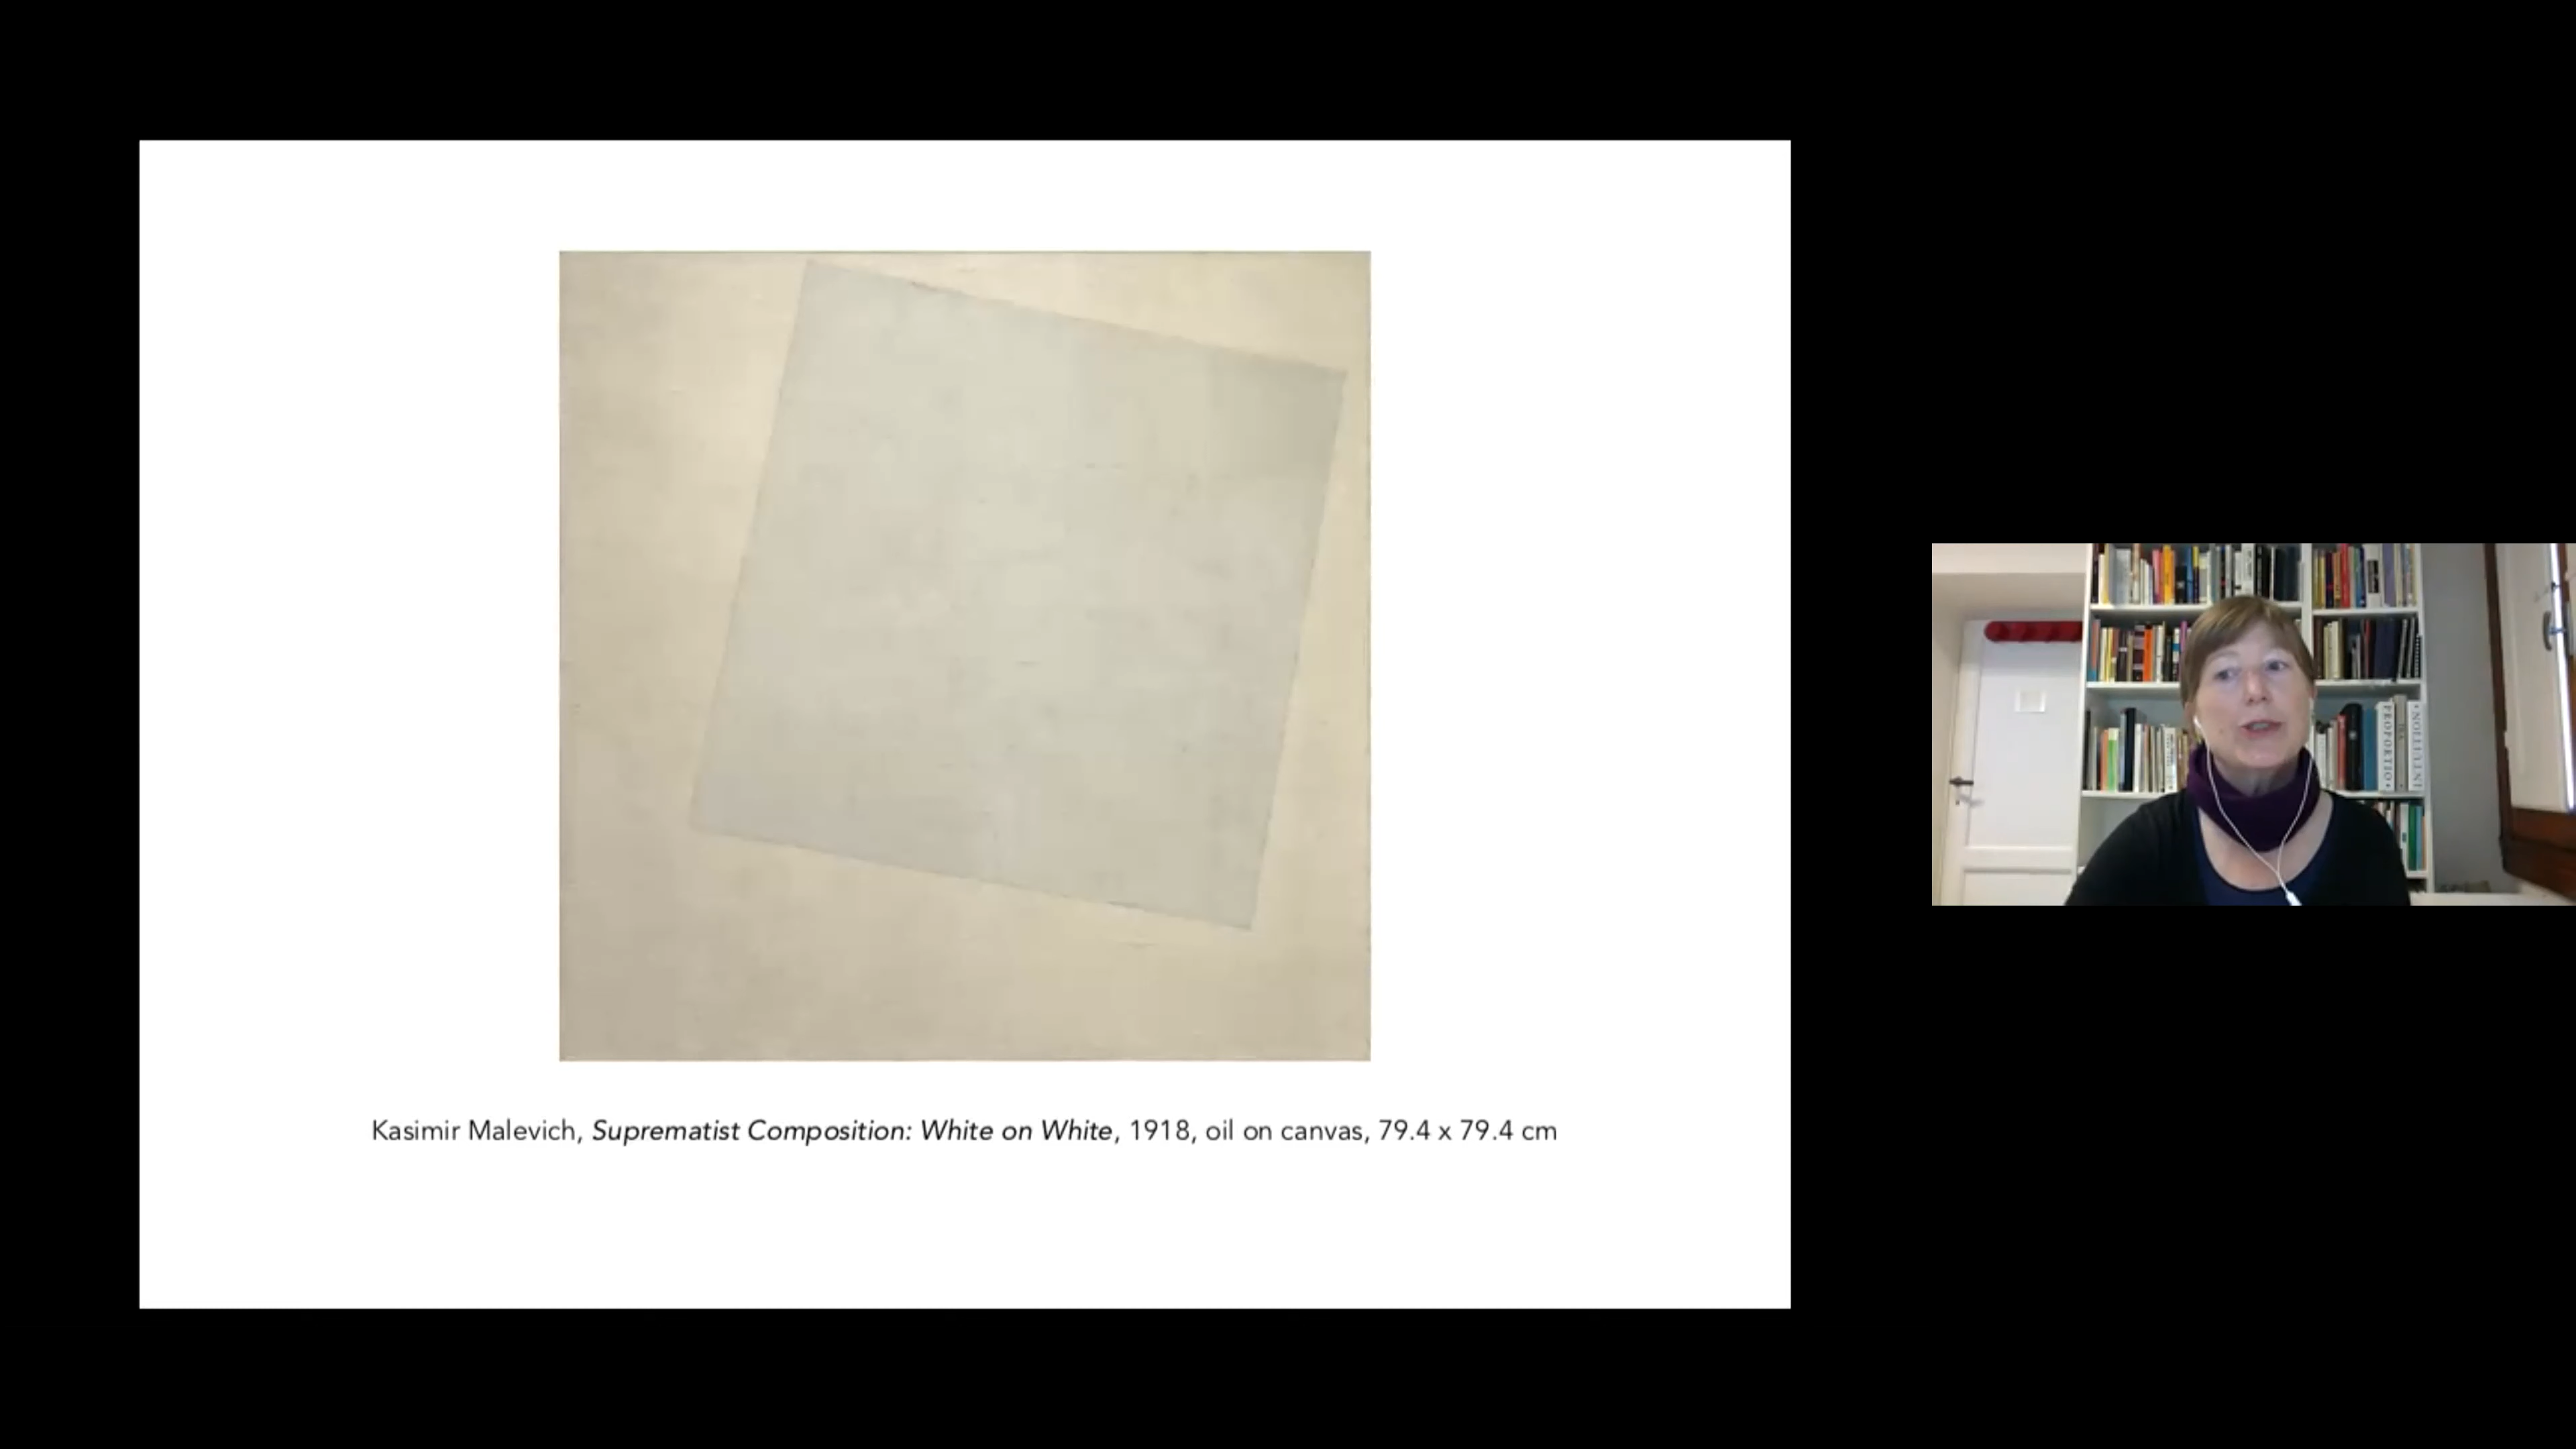 Kasimir Malevich, Suprematist Composition: White on White, 1918, oil on canvas, 79.4 x 79.4 cm